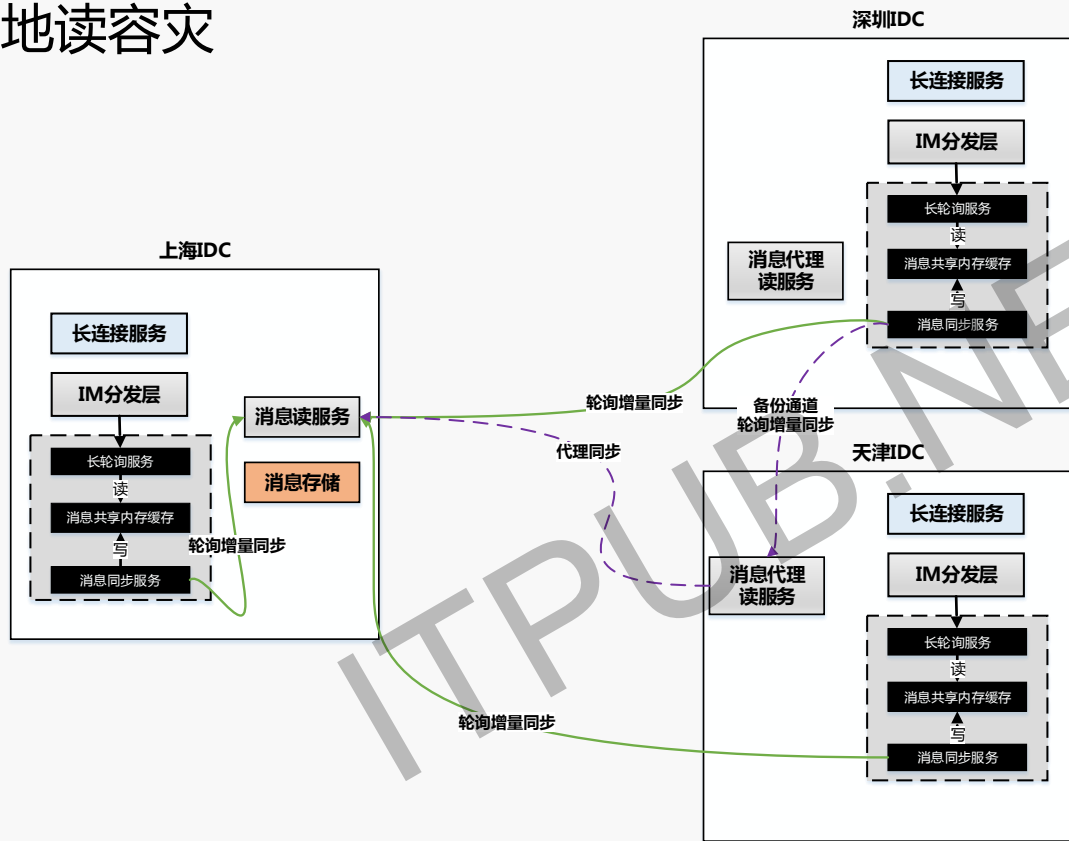 地读容灾
深圳IDC
长连接服务
IM分发层
长轮询服务
读
消息共享内存缓存
写
消息同步服务
消息代理
读服务
上海IDC
长连接服务
IM分发层
长轮询服务
读
消息共享内存缓存
写
消息同步服务
消息读服务
消息存储
轮询增量同步
轮询增量同步
代理同步
备份通道
轮询增量同步
天津IDC
长连接服务
IM分发层
长轮询服务
读
消息共享内存缓存
写
消息同步服务
消息代理
读服务
轮询增量同步
ITPUB.NE